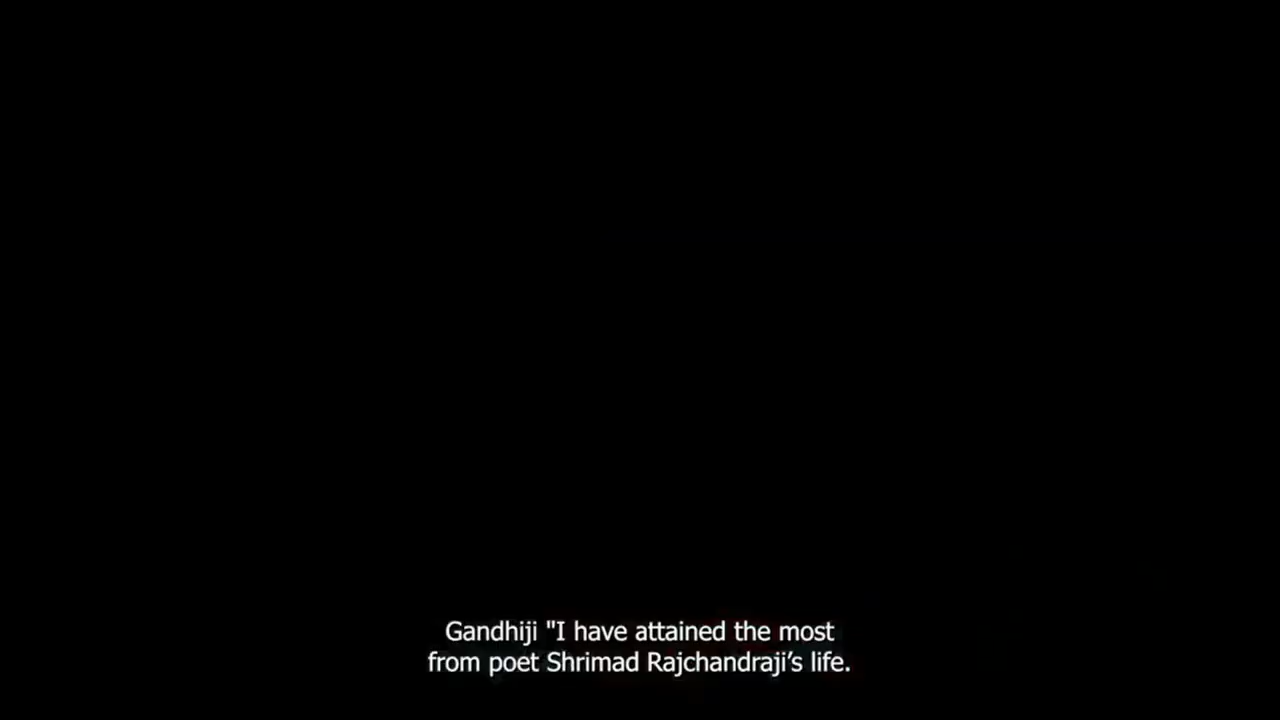 Gandhiji "I have attained the most
from poet Shrimad Rajchandraji’s life.